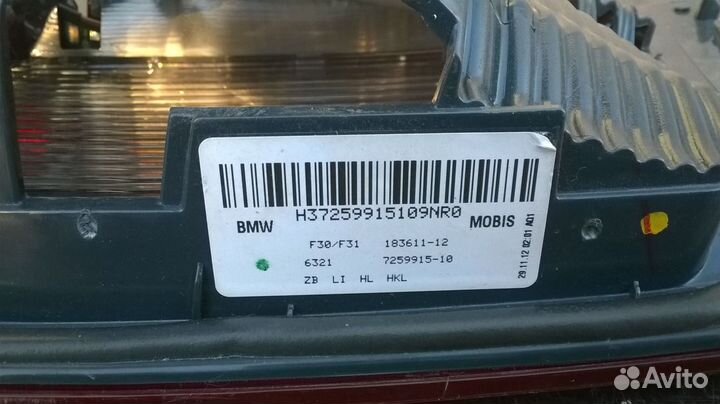 H37259915109NR0
BMW
MOBIS
F30/F31 183611-12
6321 7259915-10
ZB LI HL HKL
29.11.12 02:01 A01
Avito